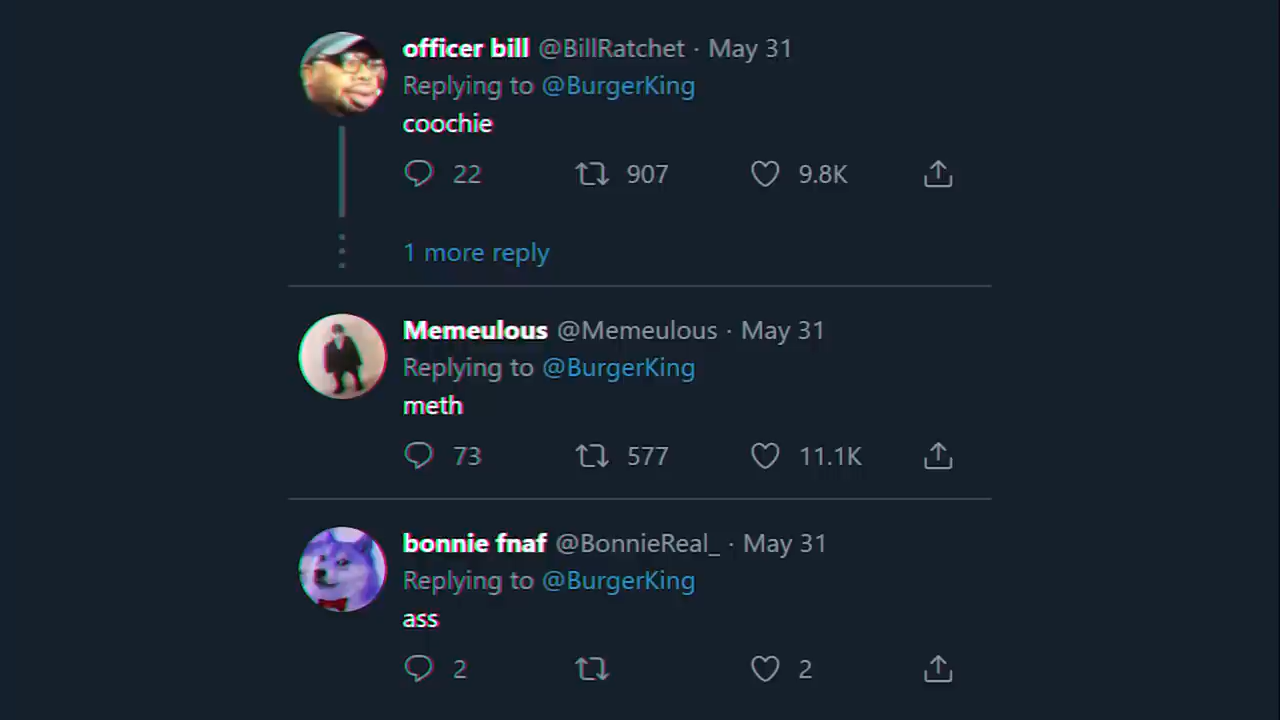 officer bill @BillRatchet · May 31
Replying to @BurgerKing
coochie
22 907 9.8K
1 more reply
Memeulous @Memeulous · May 31
Replying to @BurgerKing
meth
73 577 11.1K
bonnie fnaf @BonnieReal_ · May 31
Replying to @BurgerKing
ass
2 2